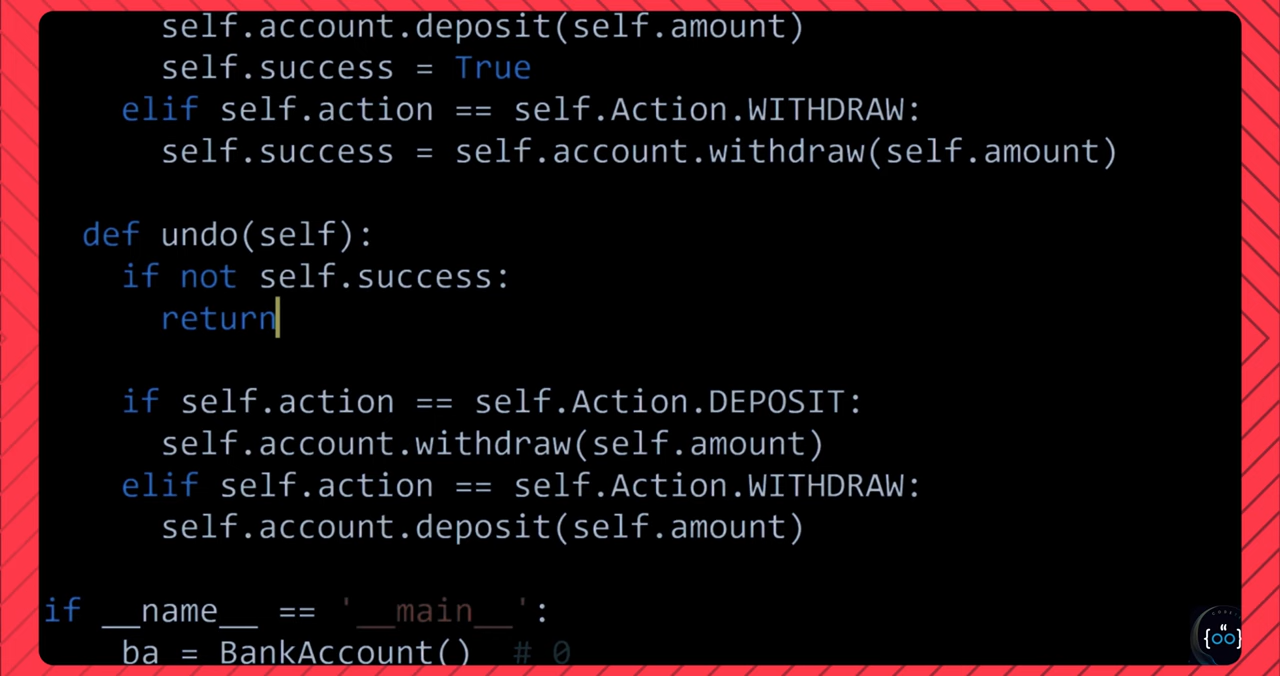 self.account.deposit(self.amount)
self.success = True
elif self.action == self.Action.WITHDRAW:
self.success = self.account.withdraw(self.amount)
def undo(self):
if not self.success:
return
if self.action == self.Action.DEPOSIT:
self.account.withdraw(self.amount)
elif self.action == self.Action.WITHDRAW:
self.account.deposit(self.amount)
if __name__ == '__main__':
ba = BankAccount() # 0